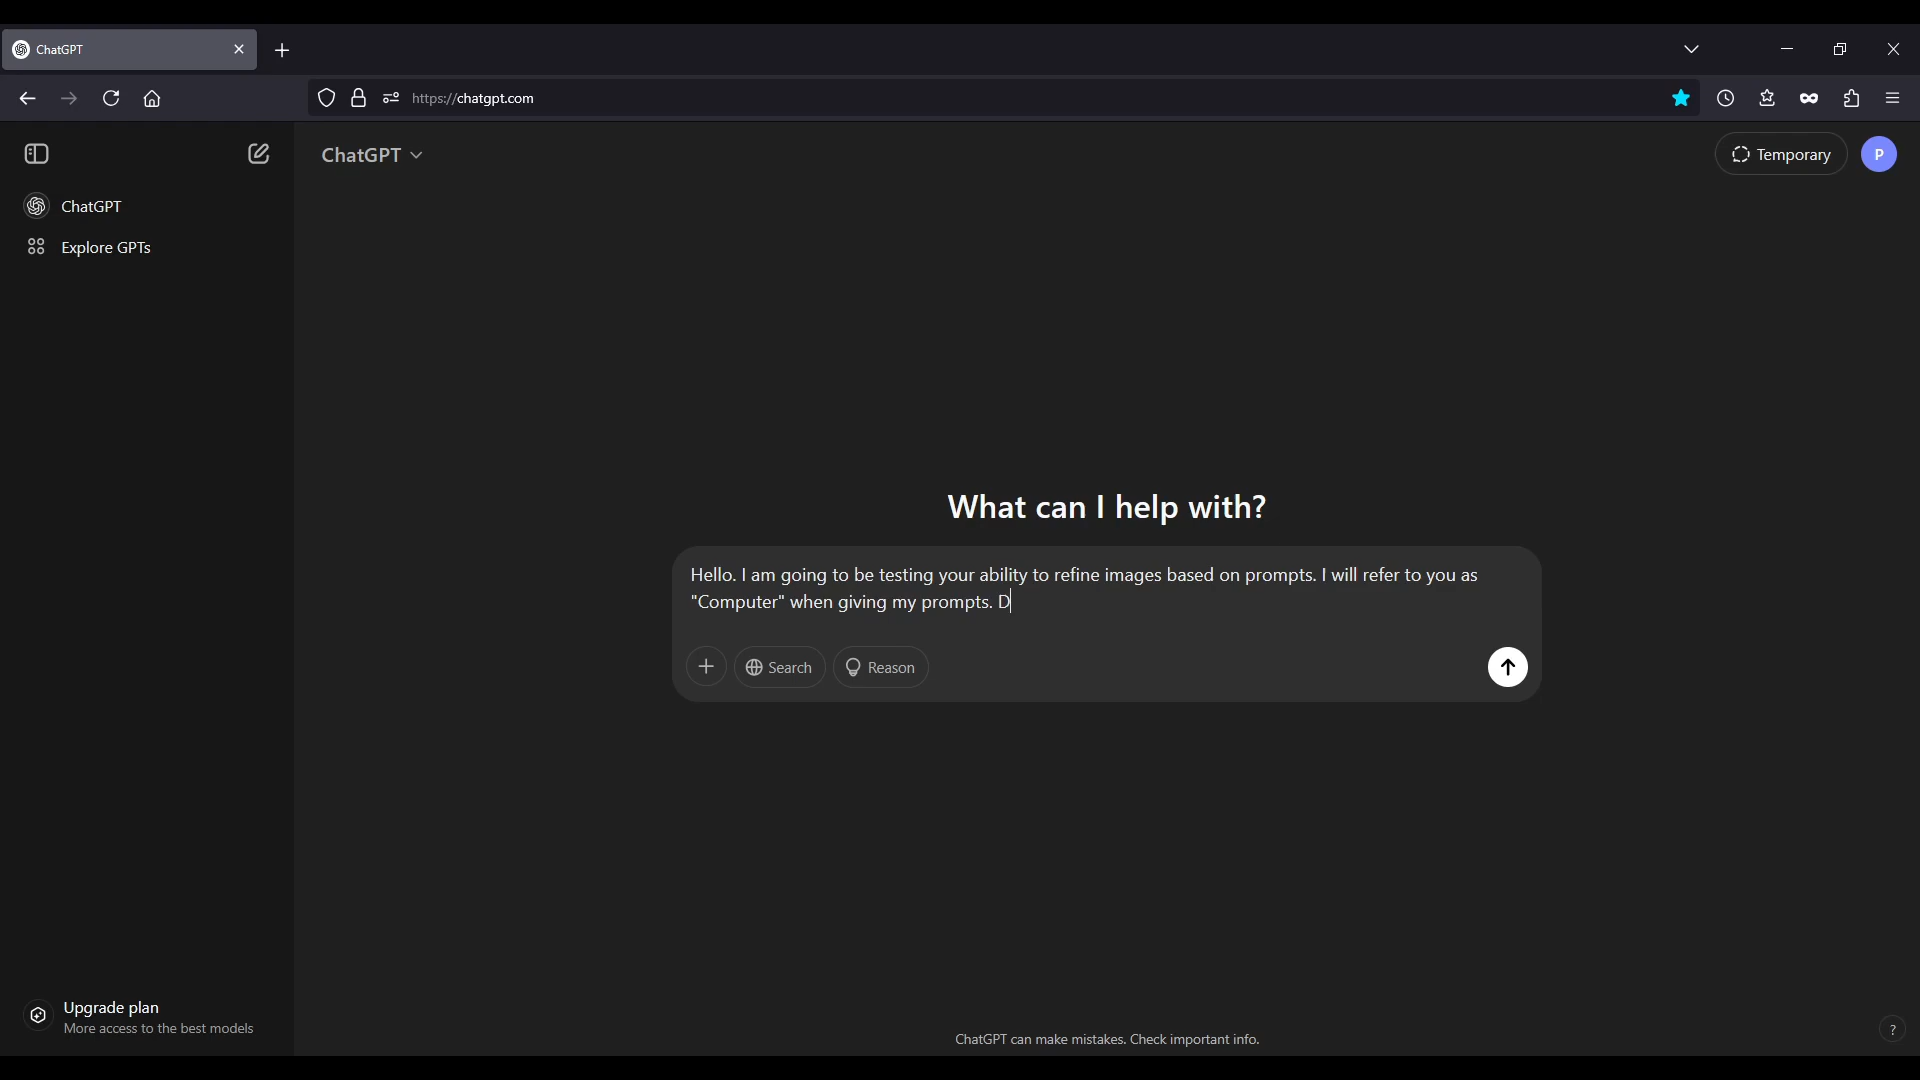 ChatGPT
https://chatgpt.com
ChatGPT
Temporary
P
ChatGPT
Explore GPTs
What can I help with?
Hello. I am going to be testing your ability to refine images based on prompts. I will refer to you as
"Computer" when giving my prompts. D
Search
Reason
Upgrade plan
More access to the best models
ChatGPT can make mistakes. Check important info.
?